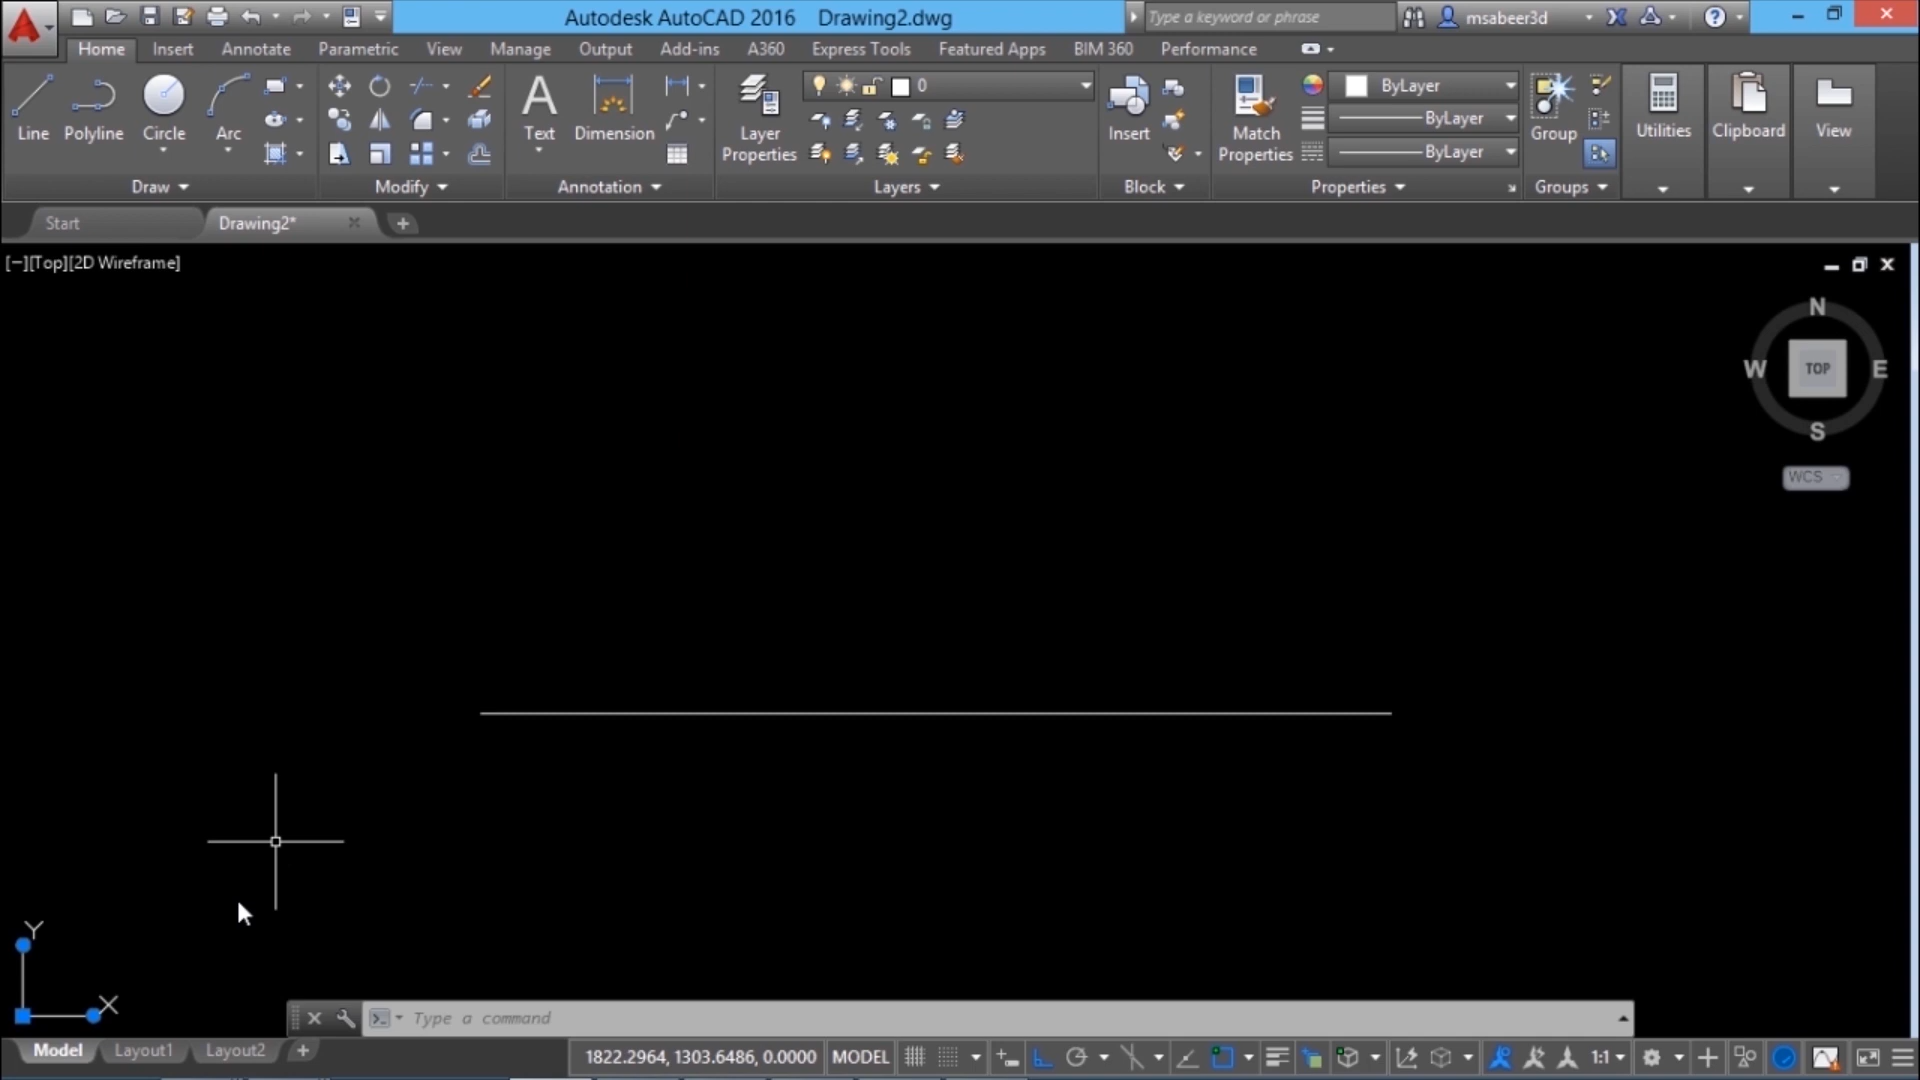 Autodesk AutoCAD 2016 Drawing2.dwg
Type a keyword or phrase
msabeer3d
Home Insert Annotate Parametric View Manage Output Add-ins A360 Express Tools Featured Apps BIM 360 Performance
Line Polyline Circle Arc
Text Dimension
Layer Properties
0
Insert
Match Properties
ByLayer
ByLayer
ByLayer
Group
Utilities
Clipboard
View
Draw Modify Annotation Layers Block Properties Groups
Start Drawing2*
[−][Top][2D Wireframe]
N
W TOP E
S
WCS
Y
X
Type a command
Model Layout1 Layout2
1822.2964, 1303.6486, 0.0000 MODEL 1:1